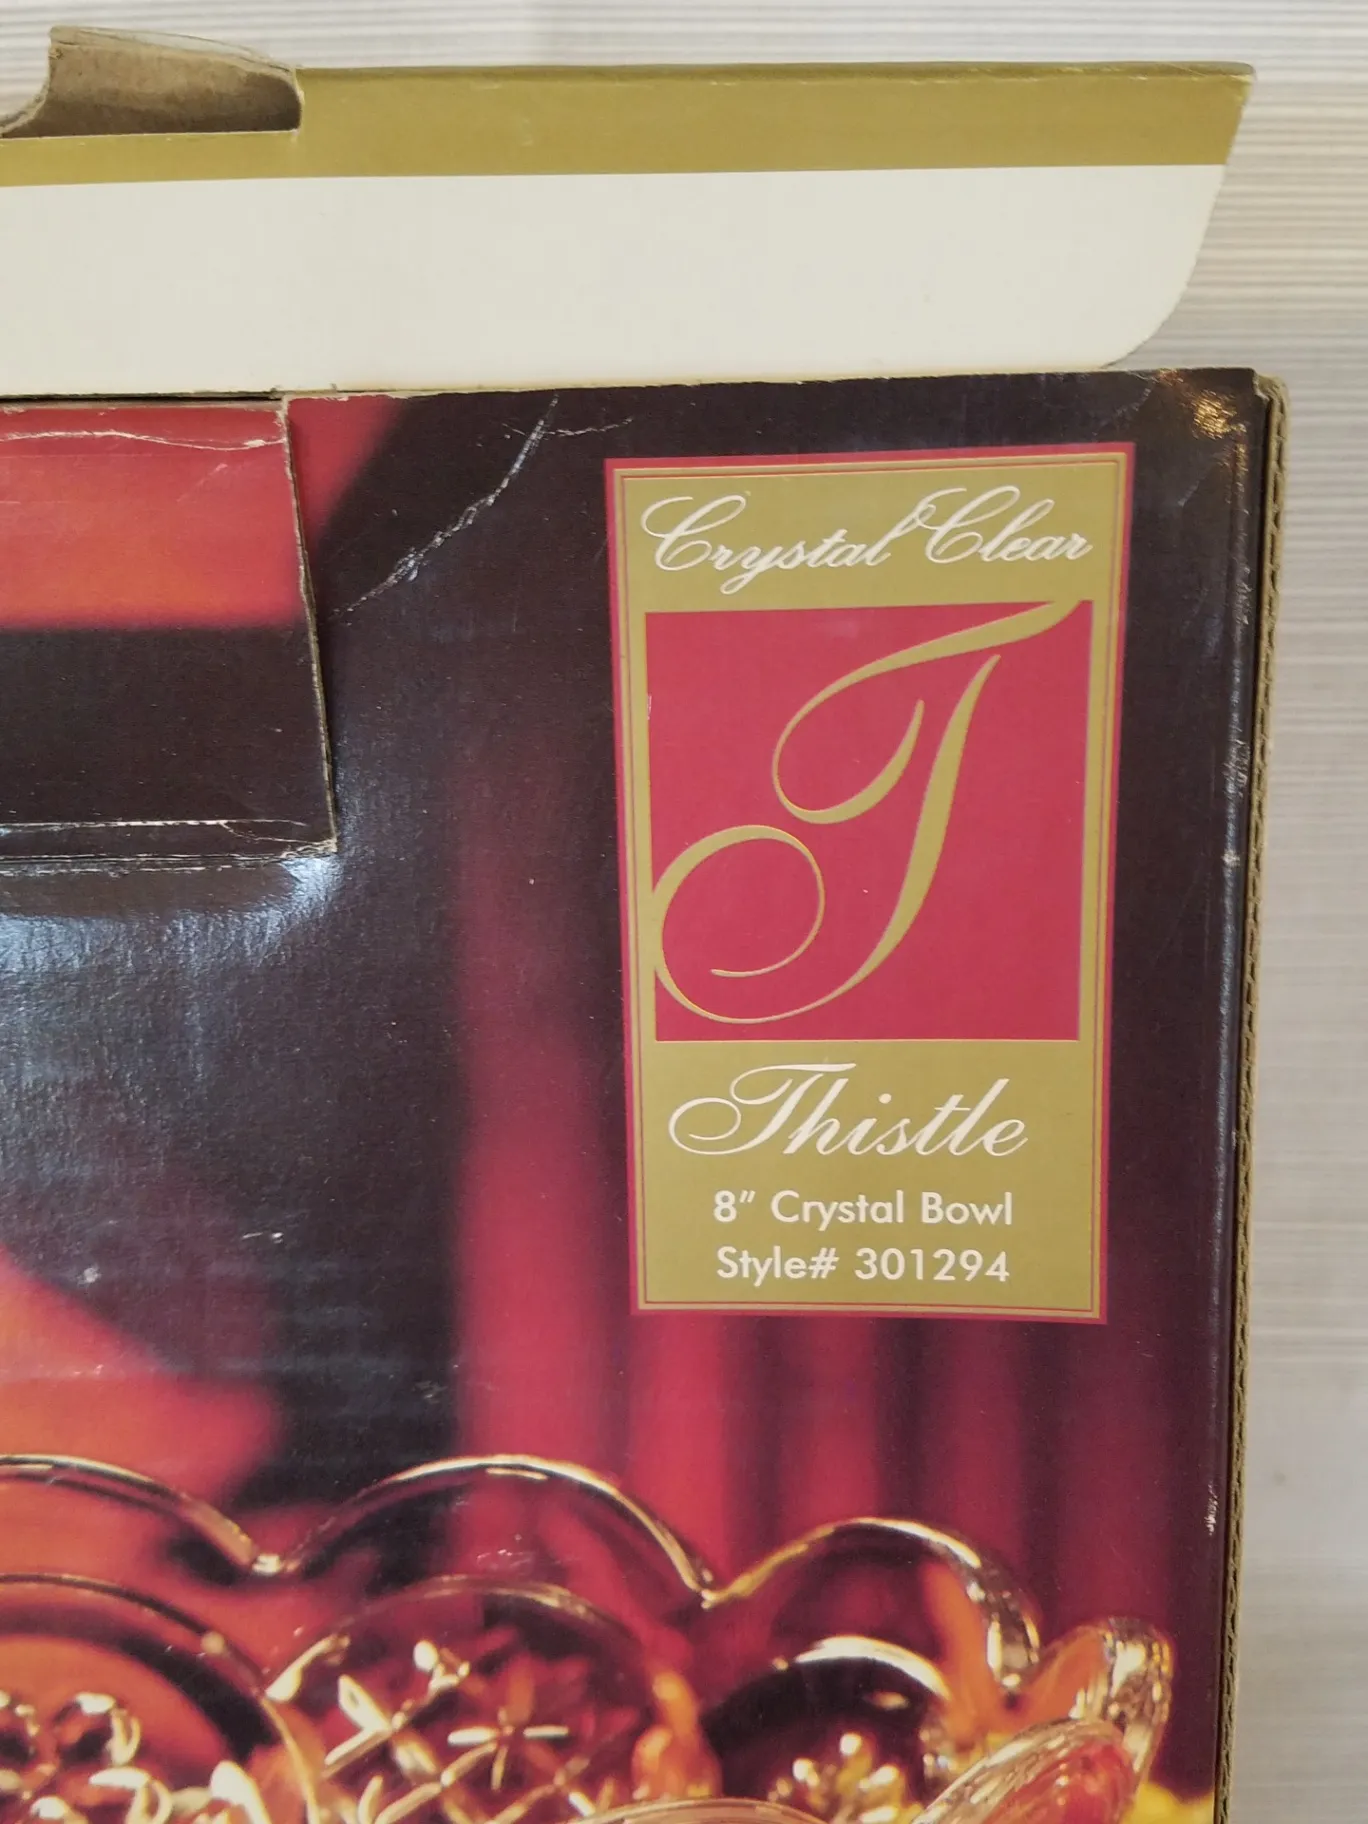 Crystal Clear
T
Thistle
8" Crystal Bowl
Style# 301294